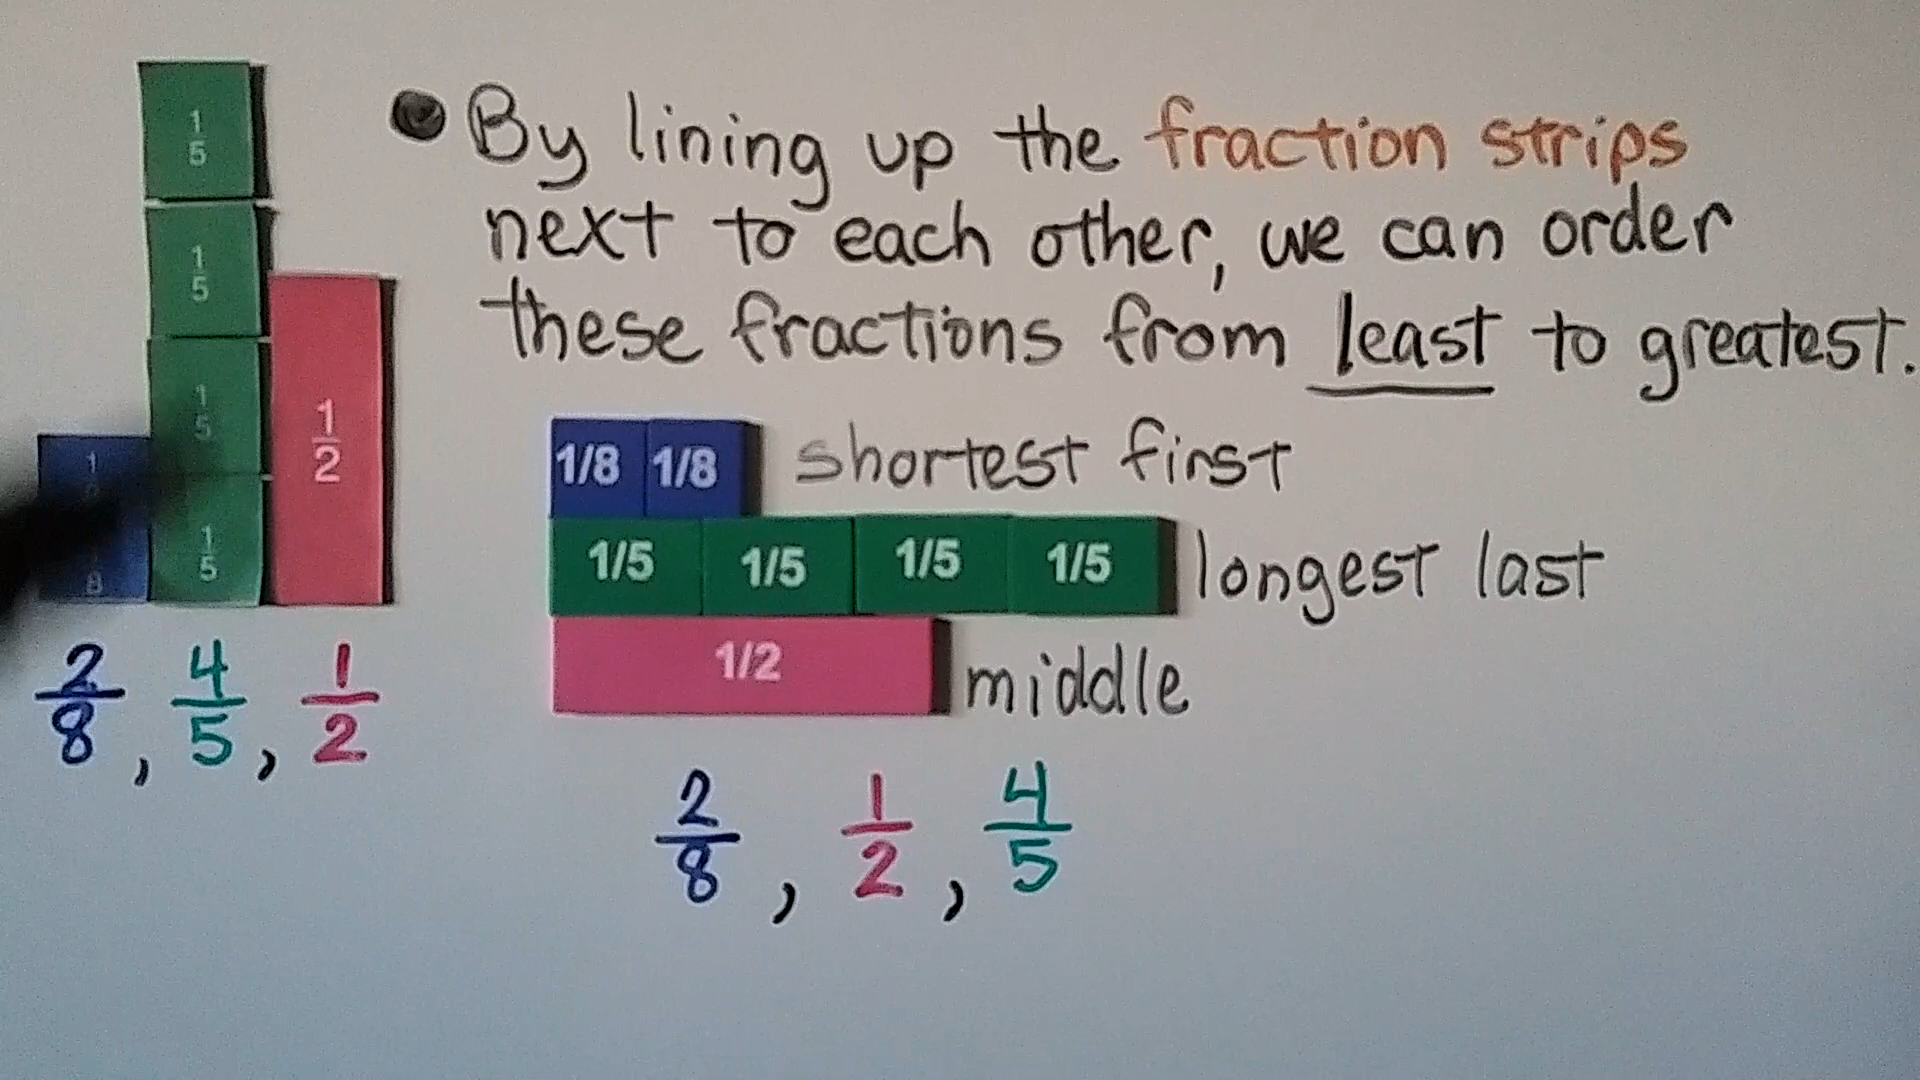 1/5
1/5
1/5
1/5
1/2
2/8, 4/5, 1/2
By lining up the fraction strips
next to each other, we can order
these fractions from least to greatest.
1/8 1/8 shortest first
1/5 1/5 1/5 1/5 longest last
1/2 middle
2/8, 1/2, 4/5